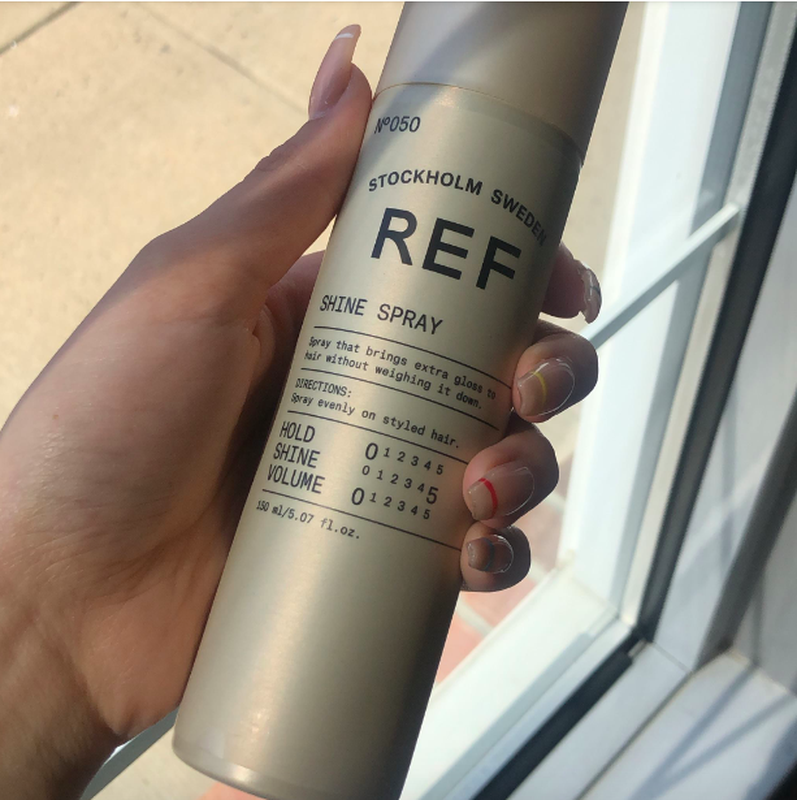 Nº050
STOCKHOLM SWEDEN
REF
SHINE SPRAY
Spray that brings extra gloss to
hair without weighing it down.
DIRECTIONS:
Spray evenly on styled hair.
HOLD 0 1 2 3 4 5
SHINE 0 1 2 3 4 5
VOLUME 0 1 2 3 4 5
150 ml/5.07 fl.oz.